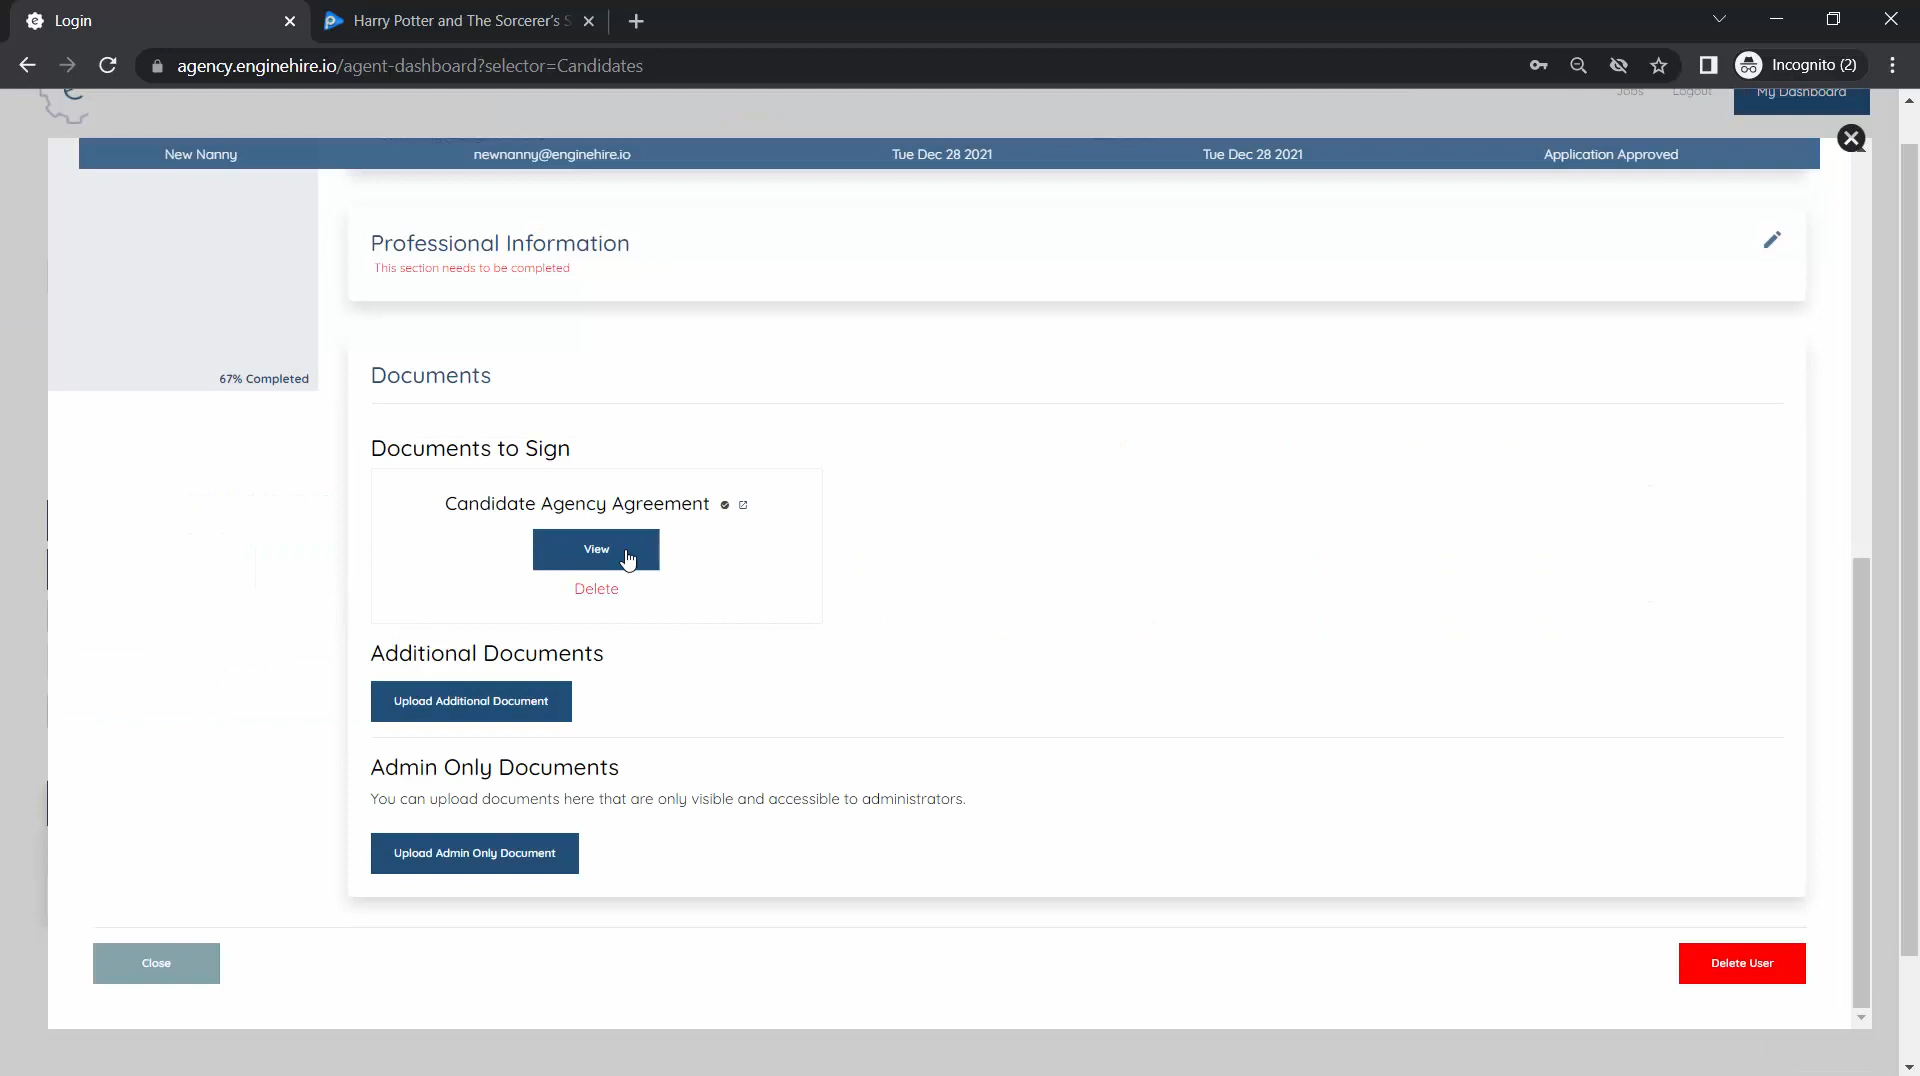 Login
Harry Potter and The Sorcerer's S
agency.enginehire.io/agent-dashboard?selector=Candidates
Incognito (2)
Jobs
Logout
My Dashboard
New Nanny
newnanny@enginehire.io
Tue Dec 28 2021
Tue Dec 28 2021
Application Approved
Professional Information
This section needs to be completed
67% Completed
Documents
Documents to Sign
Candidate Agency Agreement
View
Delete
Additional Documents
Upload Additional Document
Admin Only Documents
You can upload documents here that are only visible and accessible to administrators.
Upload Admin Only Document
Close
Delete User